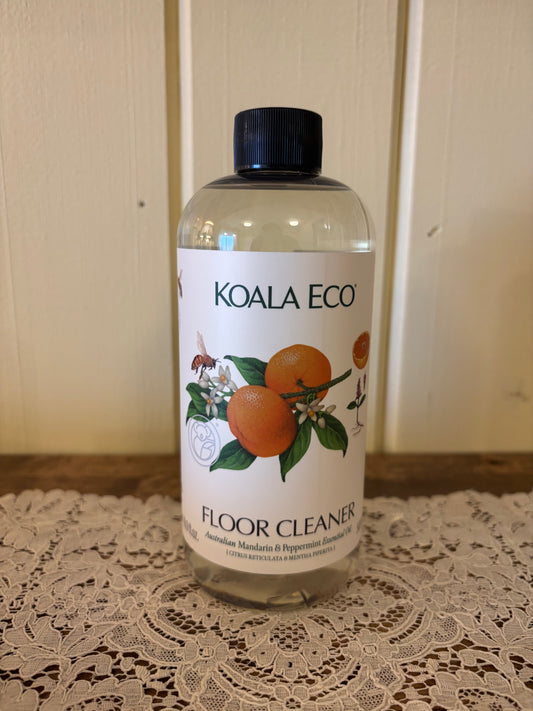 KOALA ECO®
FLOOR CLEANER
Australian Mandarin & Peppermint Essential Oil
[ CITRUS RETICULATA & MENTHA PIPERITA ]